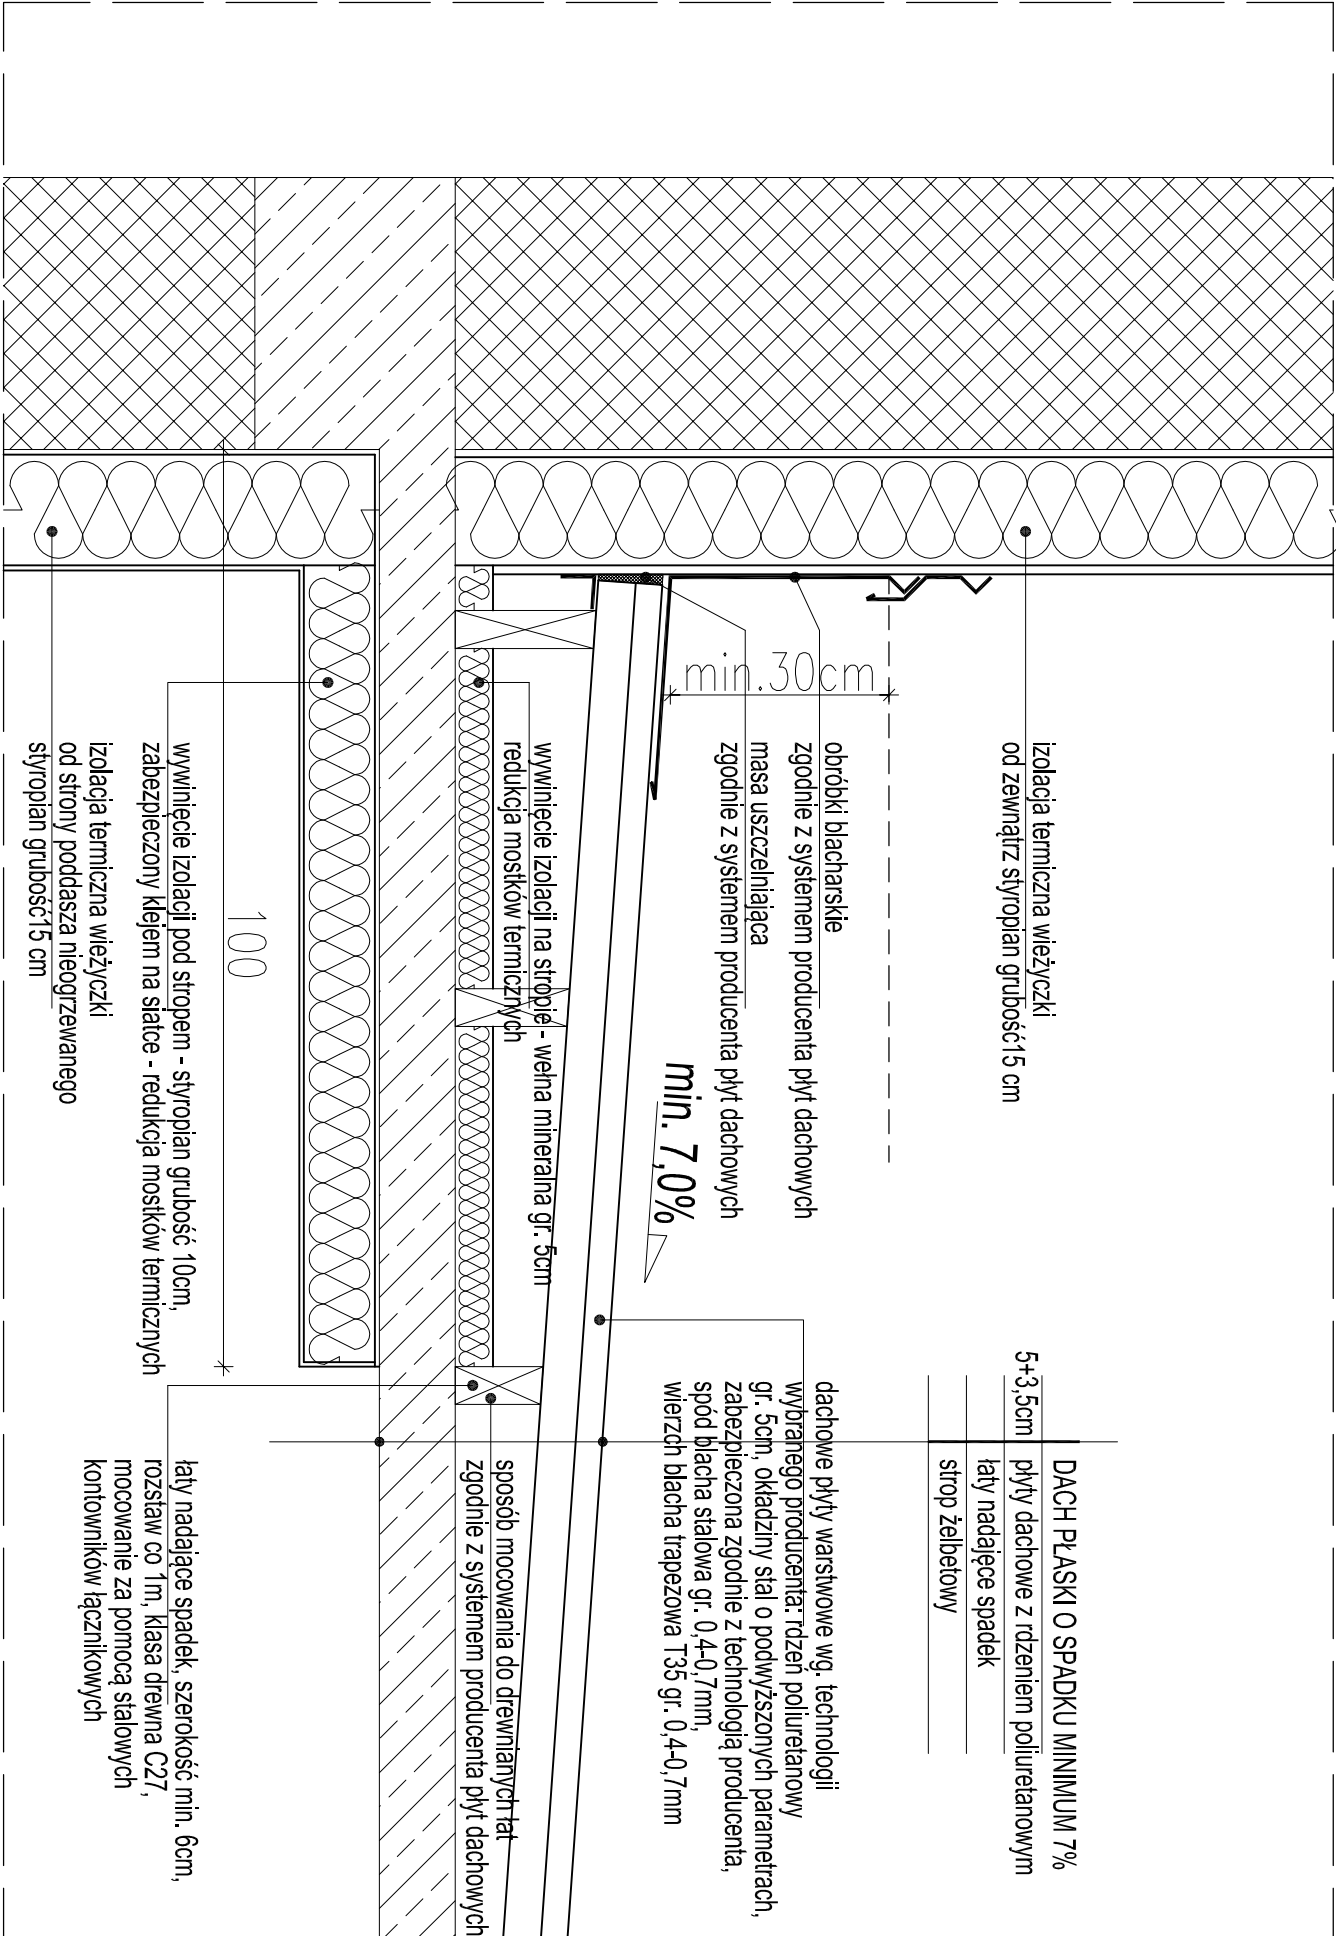 DACH PŁASKI O SPADKU MINIMUM 7%
5+3,5cm płyty dachowe z rdzeniem poliuretanowym
łaty nadajęce spadek
strop żelbetowy
izolacja termiczna wieżyczki
od zewnątrz styropian grubość15 cm
min.30cm
obróbki blacharskie
zgodnie z systemem producenta płyt dachowych
masa uszczelniająca
zgodnie z systemem producenta płyt dachowych
min. 7,0%
dachowe płyty warstwowe wg. technologii
wybranego producenta: rdzeń poliuretanowy
gr. 5cm, okładziny stal o podwyższonych parametrach,
zabezpieczona zgodnie z technologią producenta,
spód blacha stalowa gr. 0,4-0,7mm,
wierzch blacha trapezowa T35 gr. 0,4-0,7mm
wywinięcie izolacji na stropie - wełna mineralna gr. 5cm
redukcja mostków termicznych
sposób mocowania do drewnianych łat
zgodnie z systemem producenta płyt dachowych
100
wywinięcie izolacji pod stropem - styropian grubość 10cm,
zabezpieczony klejem na siatce - redukcja mostków termicznych
łaty nadające spadek, szerokość min. 6cm,
rozstaw co 1m, klasa drewna C27,
mocowanie za pomocą stalowych
kontowników łącznikowych
izolacja termiczna wieżyczki
od strony poddasza nieogrzewanego
styropian grubość15 cm